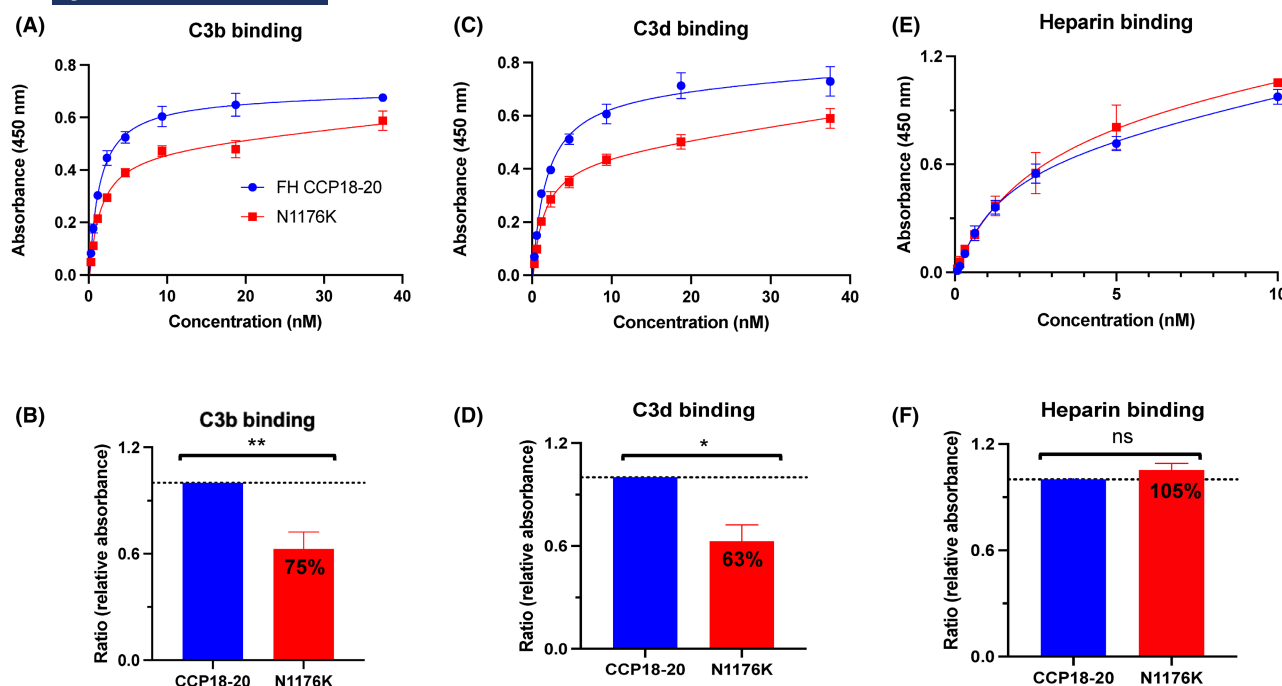 (A)
C3b binding
Absorbance (450 nm)
0.8
0.6
0.4
0.2
0.0
0
10
20
30
40
Concentration (nM)
FH CCP18-20
N1176K
(C)
C3d binding
Absorbance (450 nm)
0.8
0.6
0.4
0.2
0.0
0
10
20
30
40
Concentration (nM)
(E)
Heparin binding
Absorbance (450 nm)
1.2
0.6
0.0
0
5
10
Concentration (nM)
(B)
C3b binding
**
Ratio (relative absorbance)
1.2
0.6
0.0
75%
CCP18-20
N1176K
(D)
C3d binding
*
Ratio (relative absorbance)
1.2
0.6
0.0
63%
CCP18-20
N1176K
(F)
Heparin binding
ns
Ratio (relative absorbance)
1.2
0.6
0.0
105%
CCP18-20
N1176K